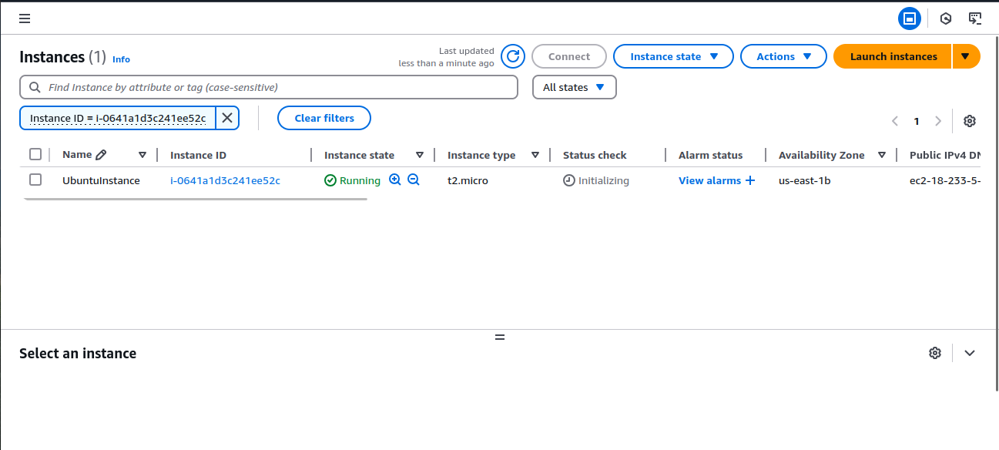 Instances (1) Info
Last updated
less than a minute ago
Connect
Instance state
Actions
Launch instances
Find Instance by attribute or tag (case-sensitive)
All states
Instance ID = i-0641a1d3c241ee52c
Clear filters
1
Name Instance ID Instance state Instance type Status check Alarm status Availability Zone Public IPv4 DN
UbuntuInstance i-0641a1d3c241ee52c Running t2.micro Initializing View alarms + us-east-1b ec2-18-233-5-
Select an instance